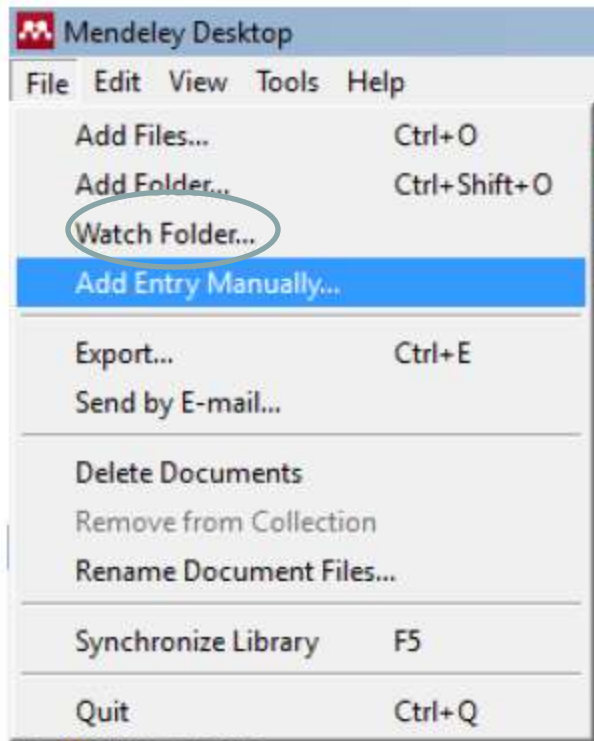 Mendeley Desktop
File Edit View Tools Help
Add Files... Ctrl+O
Add Folder... Ctrl+Shift+O
Watch Folder...
Add Entry Manually...
Export... Ctrl+E
Send by E-mail...
Delete Documents
Remove from Collection
Rename Document Files...
Synchronize Library F5
Quit Ctrl+Q